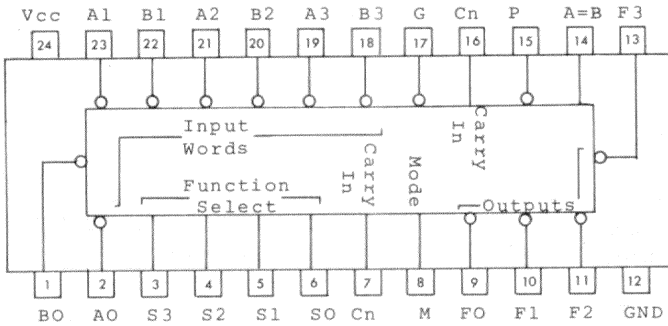 Vcc A1 B1 A2 B2 A3 B3 G Cn P A=B F3
24 23 22 21 20 19 18 17 16 15 14 13
Input
Words
Carry
In
Function
Select
Carry
In
Mode
Outputs
1 2 3 4 5 6 7 8 9 10 11 12
BO AO S3 S2 S1 SO Cn M FO F1 F2 GND